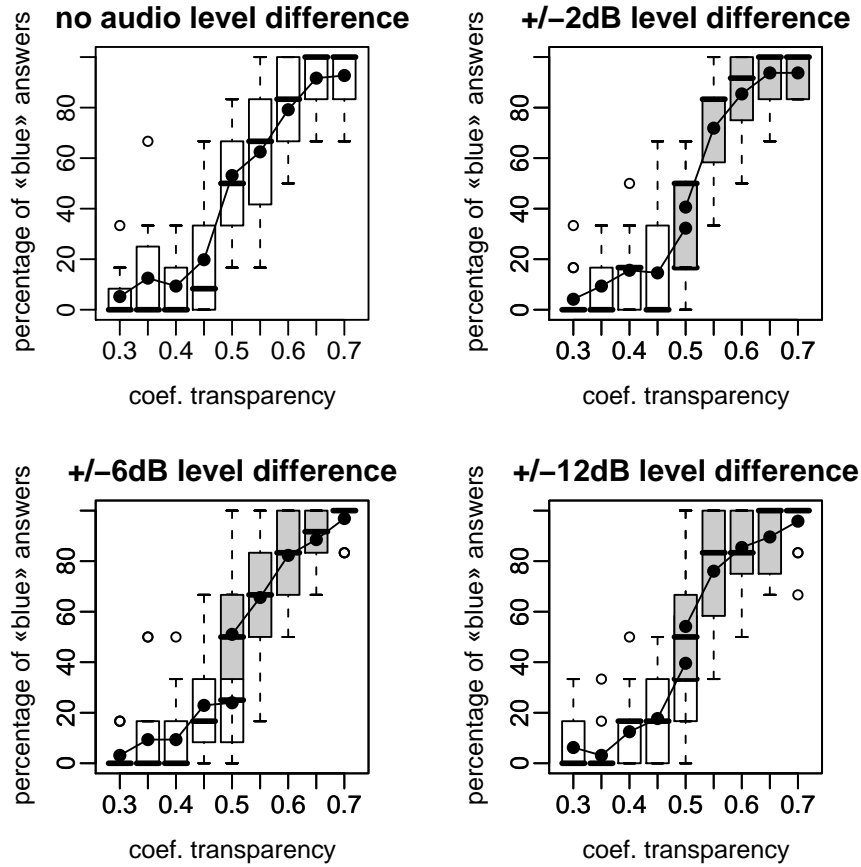 no audio level difference
percentage of «blue» answers
0 20 40 60 80
0.3 0.4 0.5 0.6 0.7
coef. transparency
+/−2dB level difference
percentage of «blue» answers
0 20 40 60 80
0.3 0.4 0.5 0.6 0.7
coef. transparency
+/−6dB level difference
percentage of «blue» answers
0 20 40 60 80
0.3 0.4 0.5 0.6 0.7
coef. transparency
+/−12dB level difference
percentage of «blue» answers
0 20 40 60 80
0.3 0.4 0.5 0.6 0.7
coef. transparency